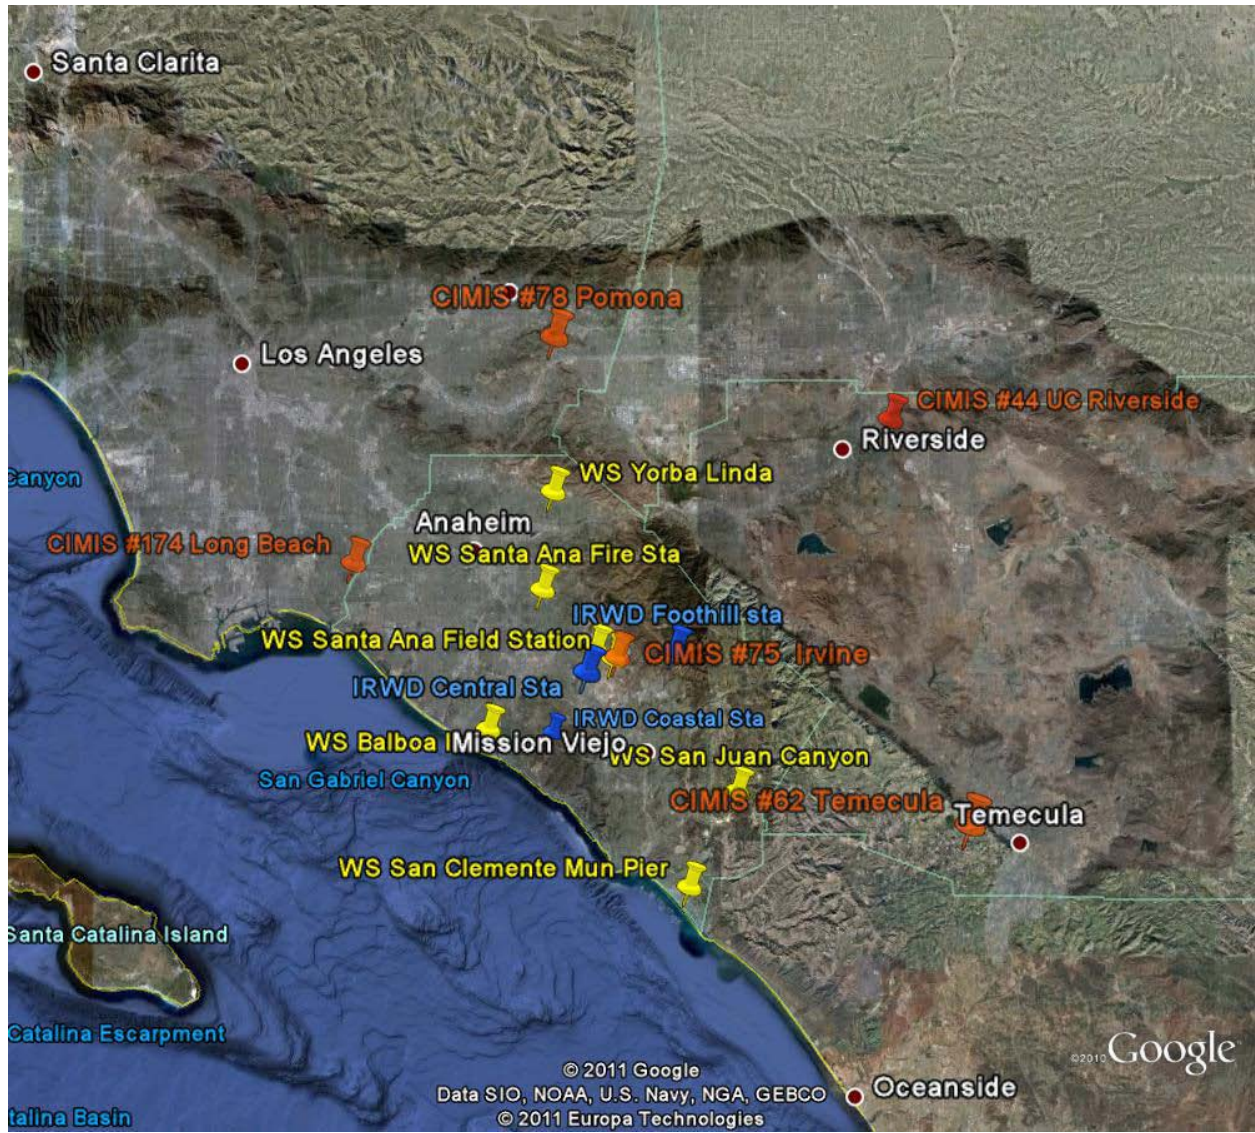 Santa Clarita
CIMIS #78 Pomona
Los Angeles
CIMIS #44 UC Riverside
Riverside
WS Yorba Linda
Canyon
Anaheim
CIMIS #174 Long Beach
WS Santa Ana Fire Sta
IRWD Foothill sta
WS Santa Ana Field Station
CIMIS #75 Irvine
IRWD Central Sta
IRWD Coastal Sta
WS Balboa
Mission Viejo
WS San Juan Canyon
San Gabriel Canyon
CIMIS #62 Temecula
Temecula
WS San Clemente Mun Pier
Santa Catalina Island
Catalina Escarpment
©2010 Google
© 2011 Google
Oceanside
Data SIO, NOAA, U.S. Navy, NGA, GEBCO
© 2011 Europa Technologies
talina Basin